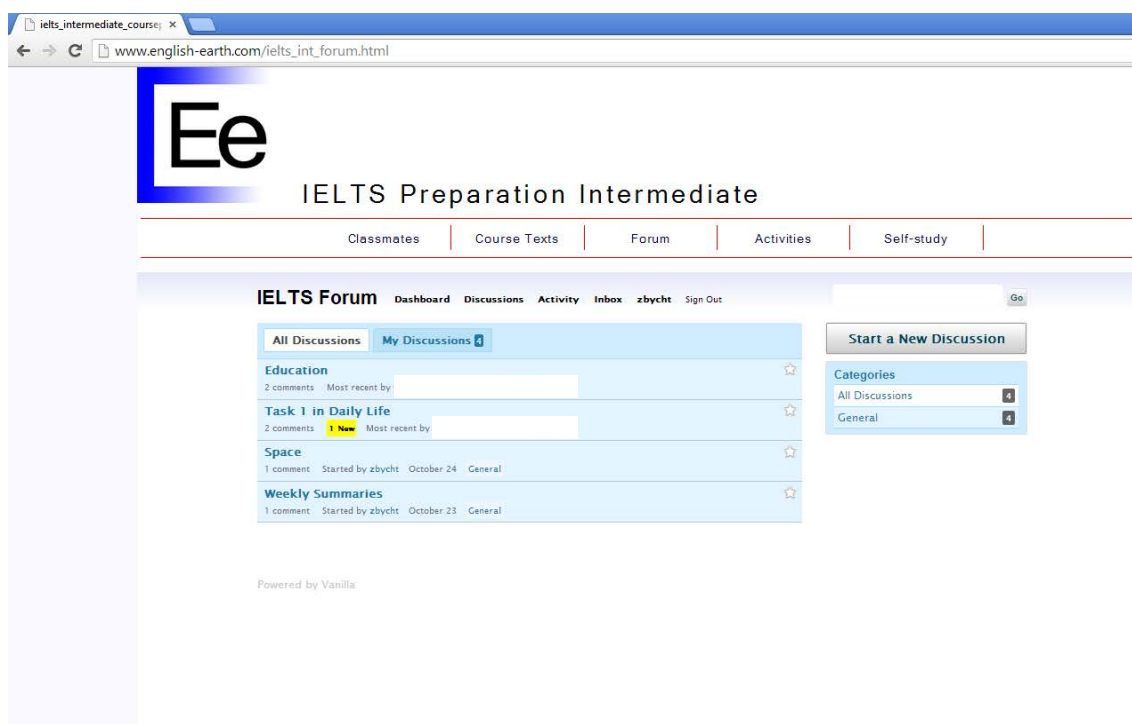 ielts_intermediate_course
www.english-earth.com/ielts_int_forum.html
Ee
IELTS Preparation Intermediate
Classmates Course Texts Forum Activities Self-study
IELTS Forum Dashboard Discussions Activity Inbox zbycht Sign Out
Go
All Discussions My Discussions 4
Start a New Discussion
Education
2 comments Most recent by
Task 1 in Daily Life
2 comments 1 New Most recent by
Space
1 comment Started by zbycht October 24 General
Weekly Summaries
1 comment Started by zbycht October 23 General
Categories
All Discussions 4
General 4
Powered by Vanilla